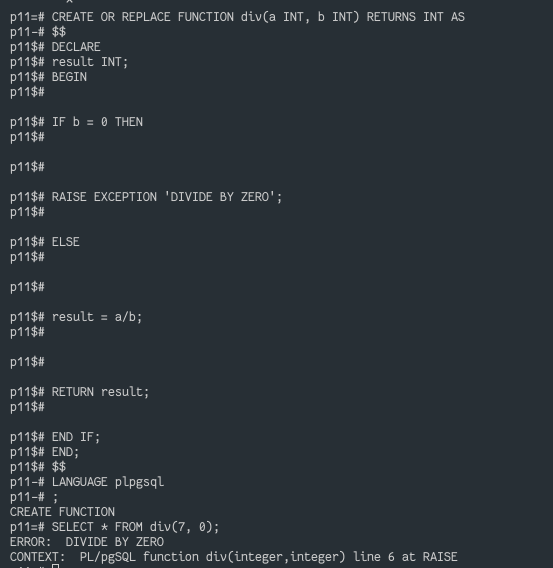 p11=# CREATE OR REPLACE FUNCTION div(a INT, b INT) RETURNS INT AS
p11-# $$
p11$# DECLARE
p11$# result INT;
p11$# BEGIN
p11$#
p11$# IF b = 0 THEN
p11$#
p11$#
p11$# RAISE EXCEPTION 'DIVIDE BY ZERO';
p11$#
p11$# ELSE
p11$#
p11$#
p11$# result = a/b;
p11$#
p11$#
p11$# RETURN result;
p11$#
p11$# END IF;
p11$# END;
p11$# $$
p11-# LANGUAGE plpgsql
p11-# ;
CREATE FUNCTION
p11=# SELECT * FROM div(7, 0);
ERROR:  DIVIDE BY ZERO
CONTEXT:  PL/pgSQL function div(integer,integer) line 6 at RAISE